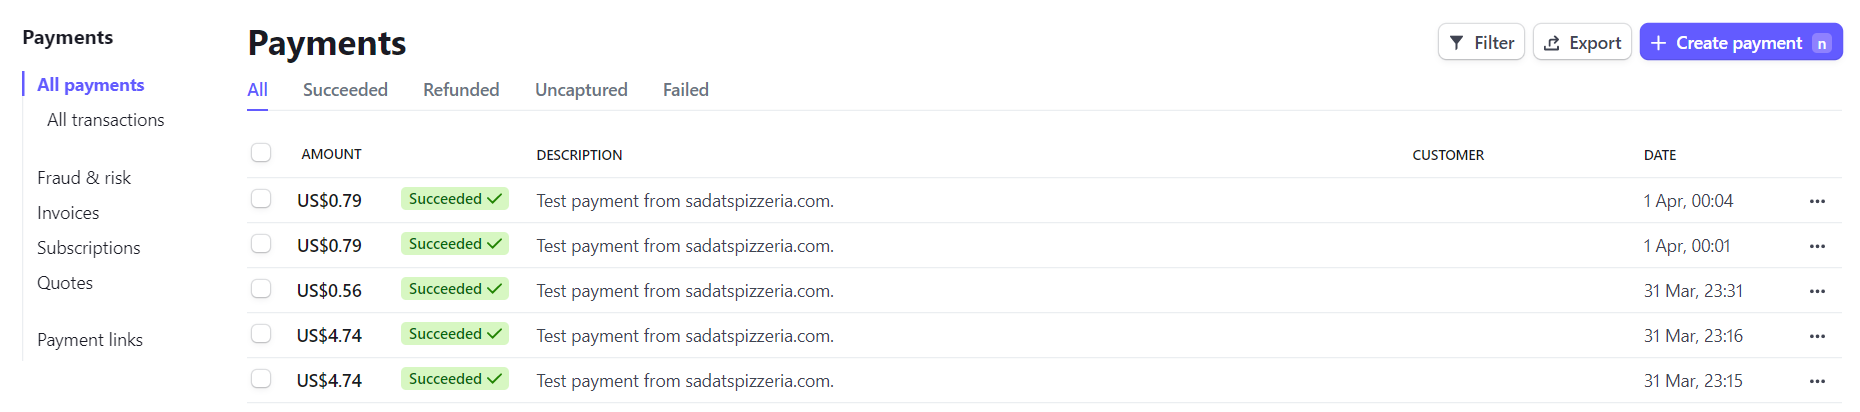 Payments
All payments
All transactions
Fraud & risk
Invoices
Subscriptions
Quotes
Payment links
Payments
Filter
Export
+ Create payment n
All Succeeded Refunded Uncaptured Failed
AMOUNT DESCRIPTION CUSTOMER DATE
US$0.79 Succeeded ✓ Test payment from sadatspizzeria.com. 1 Apr, 00:04 •••
US$0.79 Succeeded ✓ Test payment from sadatspizzeria.com. 1 Apr, 00:01 •••
US$0.56 Succeeded ✓ Test payment from sadatspizzeria.com. 31 Mar, 23:31 •••
US$4.74 Succeeded ✓ Test payment from sadatspizzeria.com. 31 Mar, 23:16 •••
US$4.74 Succeeded ✓ Test payment from sadatspizzeria.com. 31 Mar, 23:15 •••